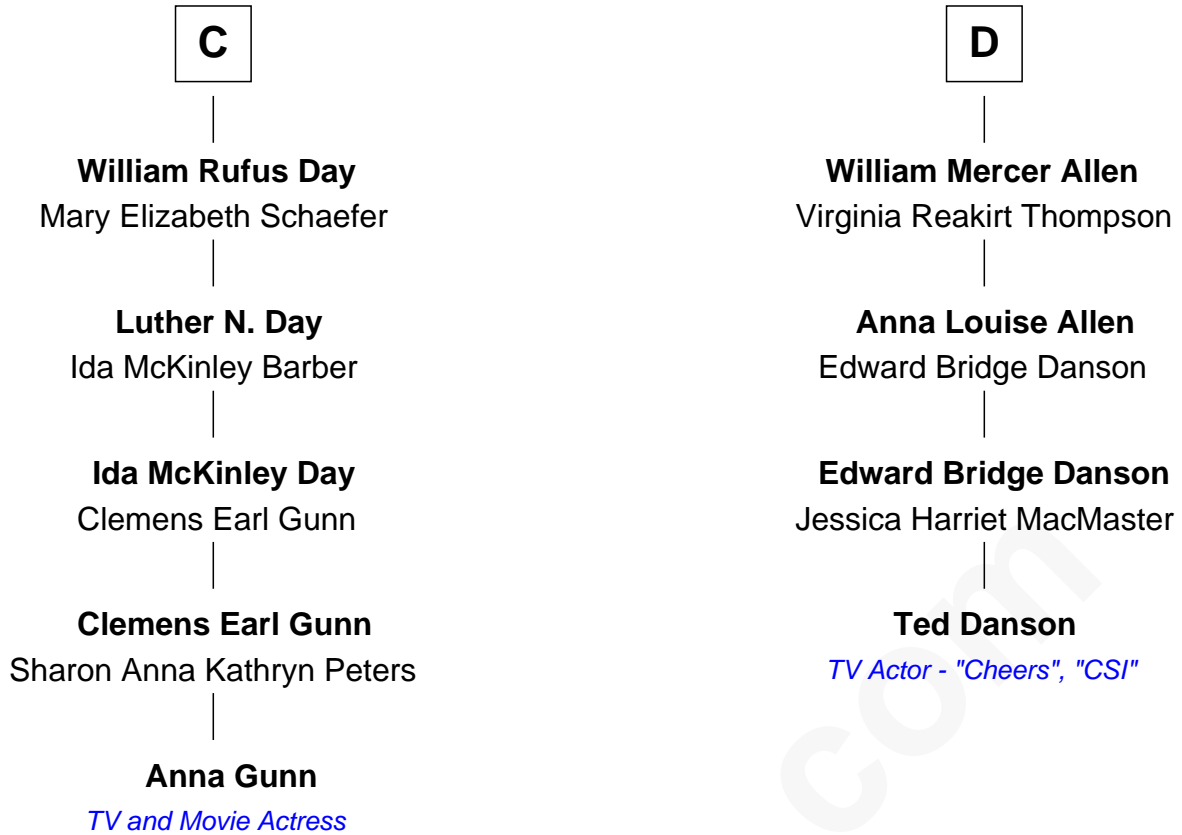 C
William Rufus Day
Mary Elizabeth Schaefer
Luther N. Day
Ida McKinley Barber
Ida McKinley Day
Clemens Earl Gunn
Clemens Earl Gunn
Sharon Anna Kathryn Peters
Anna Gunn
TV and Movie Actress
D
William Mercer Allen
Virginia Reakirt Thompson
Anna Louise Allen
Edward Bridge Danson
Edward Bridge Danson
Jessica Harriet MacMaster
Ted Danson
TV Actor - "Cheers", "CSI"
com